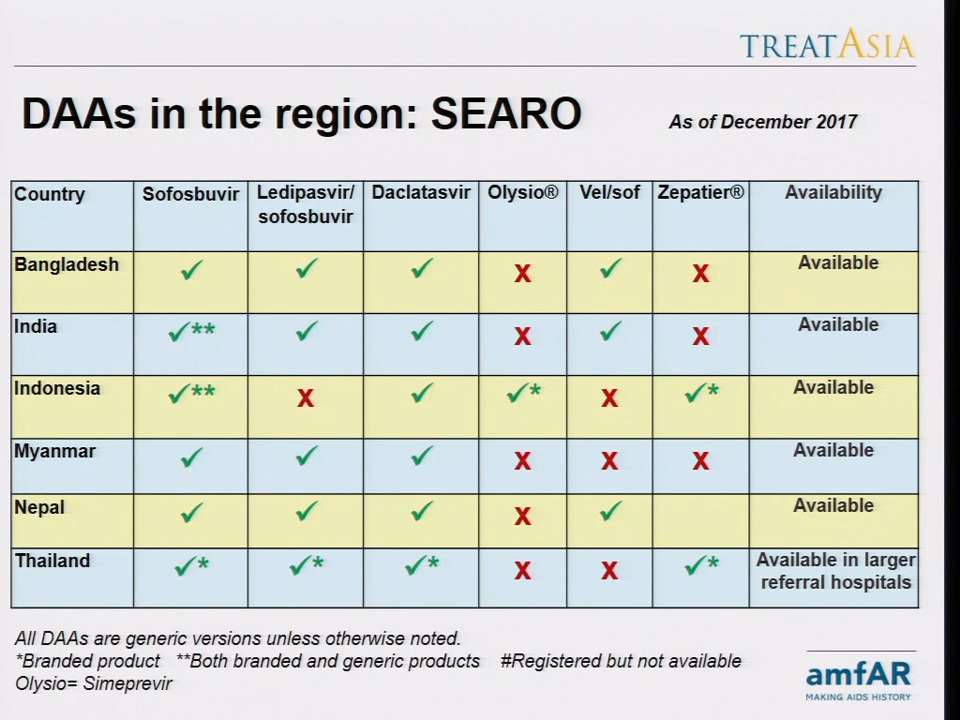 TREATASIA
DAAs in the region: SEARO
As of December 2017
Country Sofosbuvir Ledipasvir/ sofosbuvir Daclatasvir Olysio® Vel/sof Zepatier® Availability
Bangladesh ✓ ✓ ✓ x ✓ x Available
India ✓** ✓ ✓ x ✓ x Available
Indonesia ✓** x ✓ ✓* x ✓* Available
Myanmar ✓ ✓ ✓ x x x Available
Nepal ✓ ✓ ✓ x ✓ Available
Thailand ✓* ✓* ✓* x x ✓* Available in larger referral hospitals
All DAAs are generic versions unless otherwise noted.
*Branded product **Both branded and generic products #Registered but not available
Olysio= Simeprevir
amfAR
MAKING AIDS HISTORY